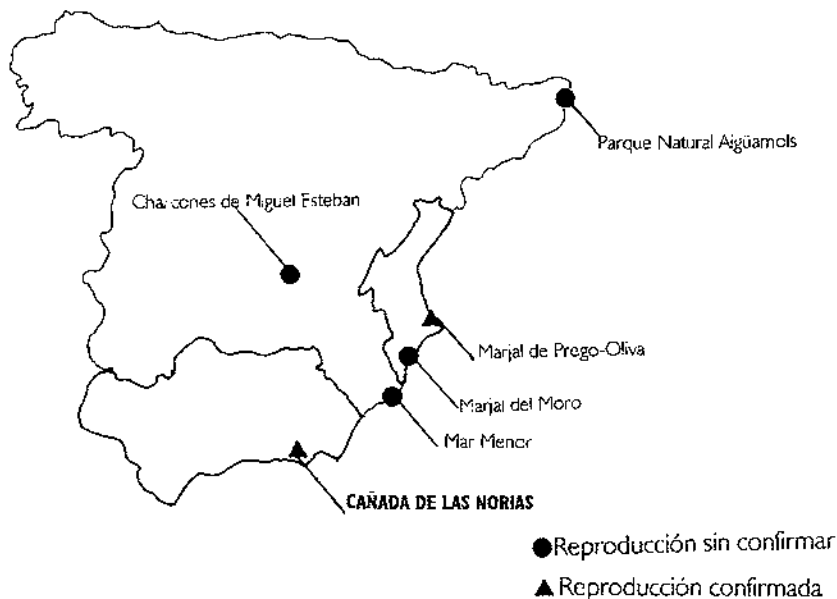 Parque Natural Aigüamols
Charcones de Miguel Esteban
Marjal de Prego-Oliva
Marjal del Moro
Mar Menor
CAÑADA DE LAS NORIAS
Reproducción sin confirmar
Reproducción confirmada